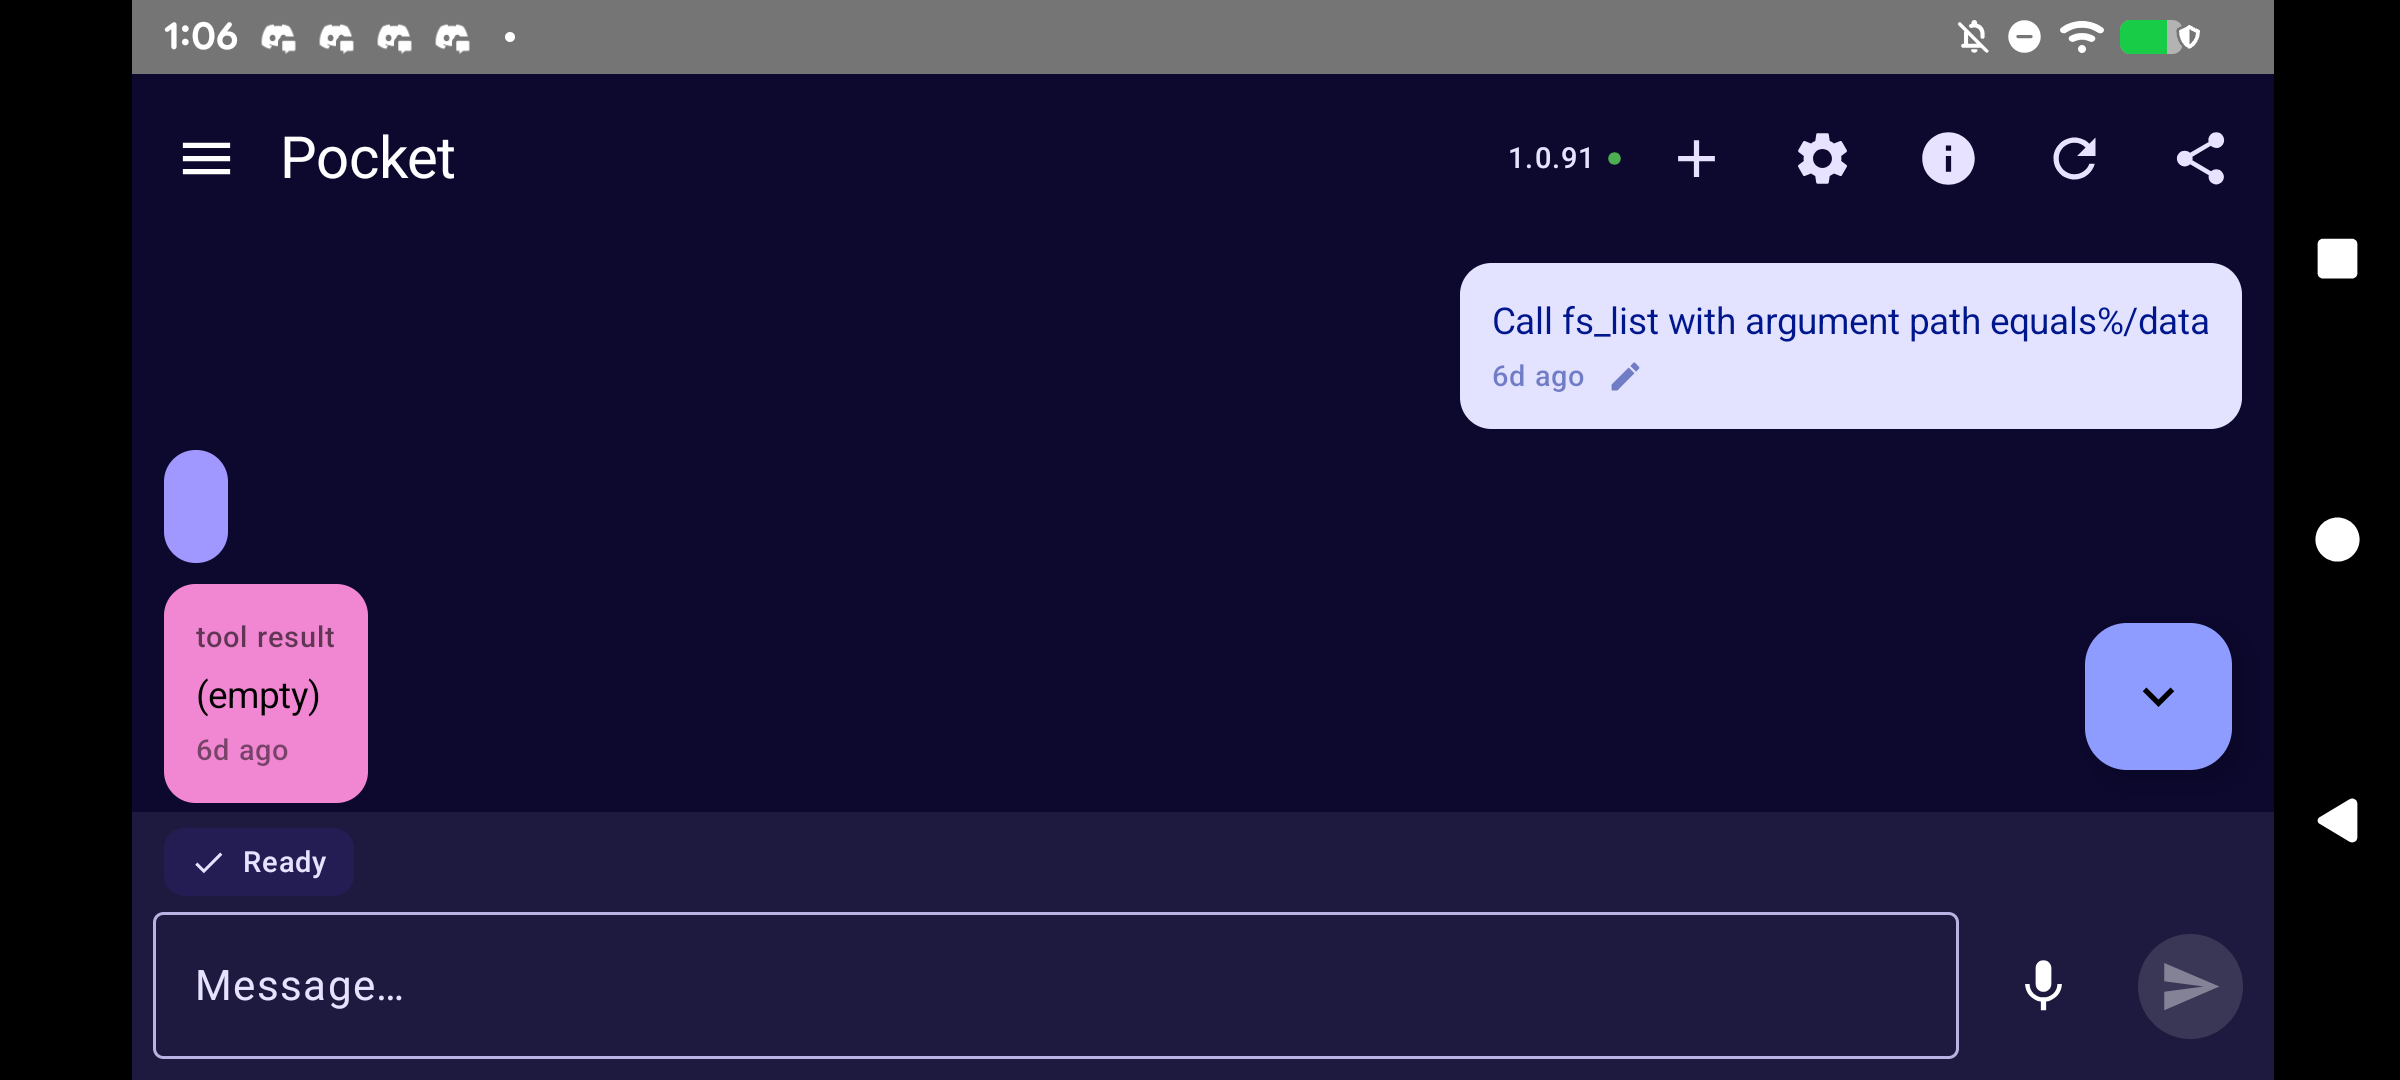 1:06
Pocket
1.0.91
Call fs_list with argument path equals%/data
6d ago
tool result
(empty)
6d ago
Ready
Message…